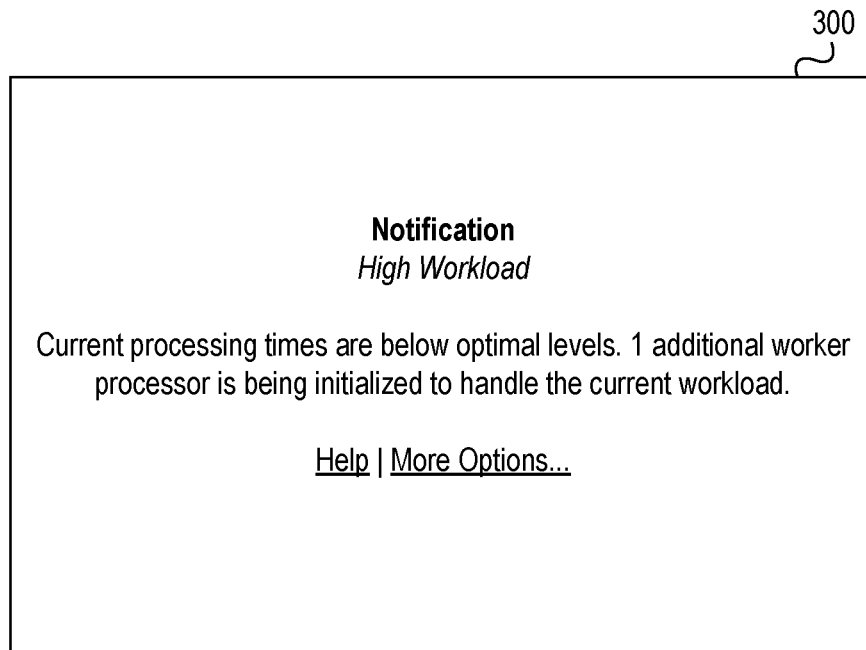 300
Notification
High Workload
Current processing times are below optimal levels. 1 additional worker
processor is being initialized to handle the current workload.
Help | More Options...